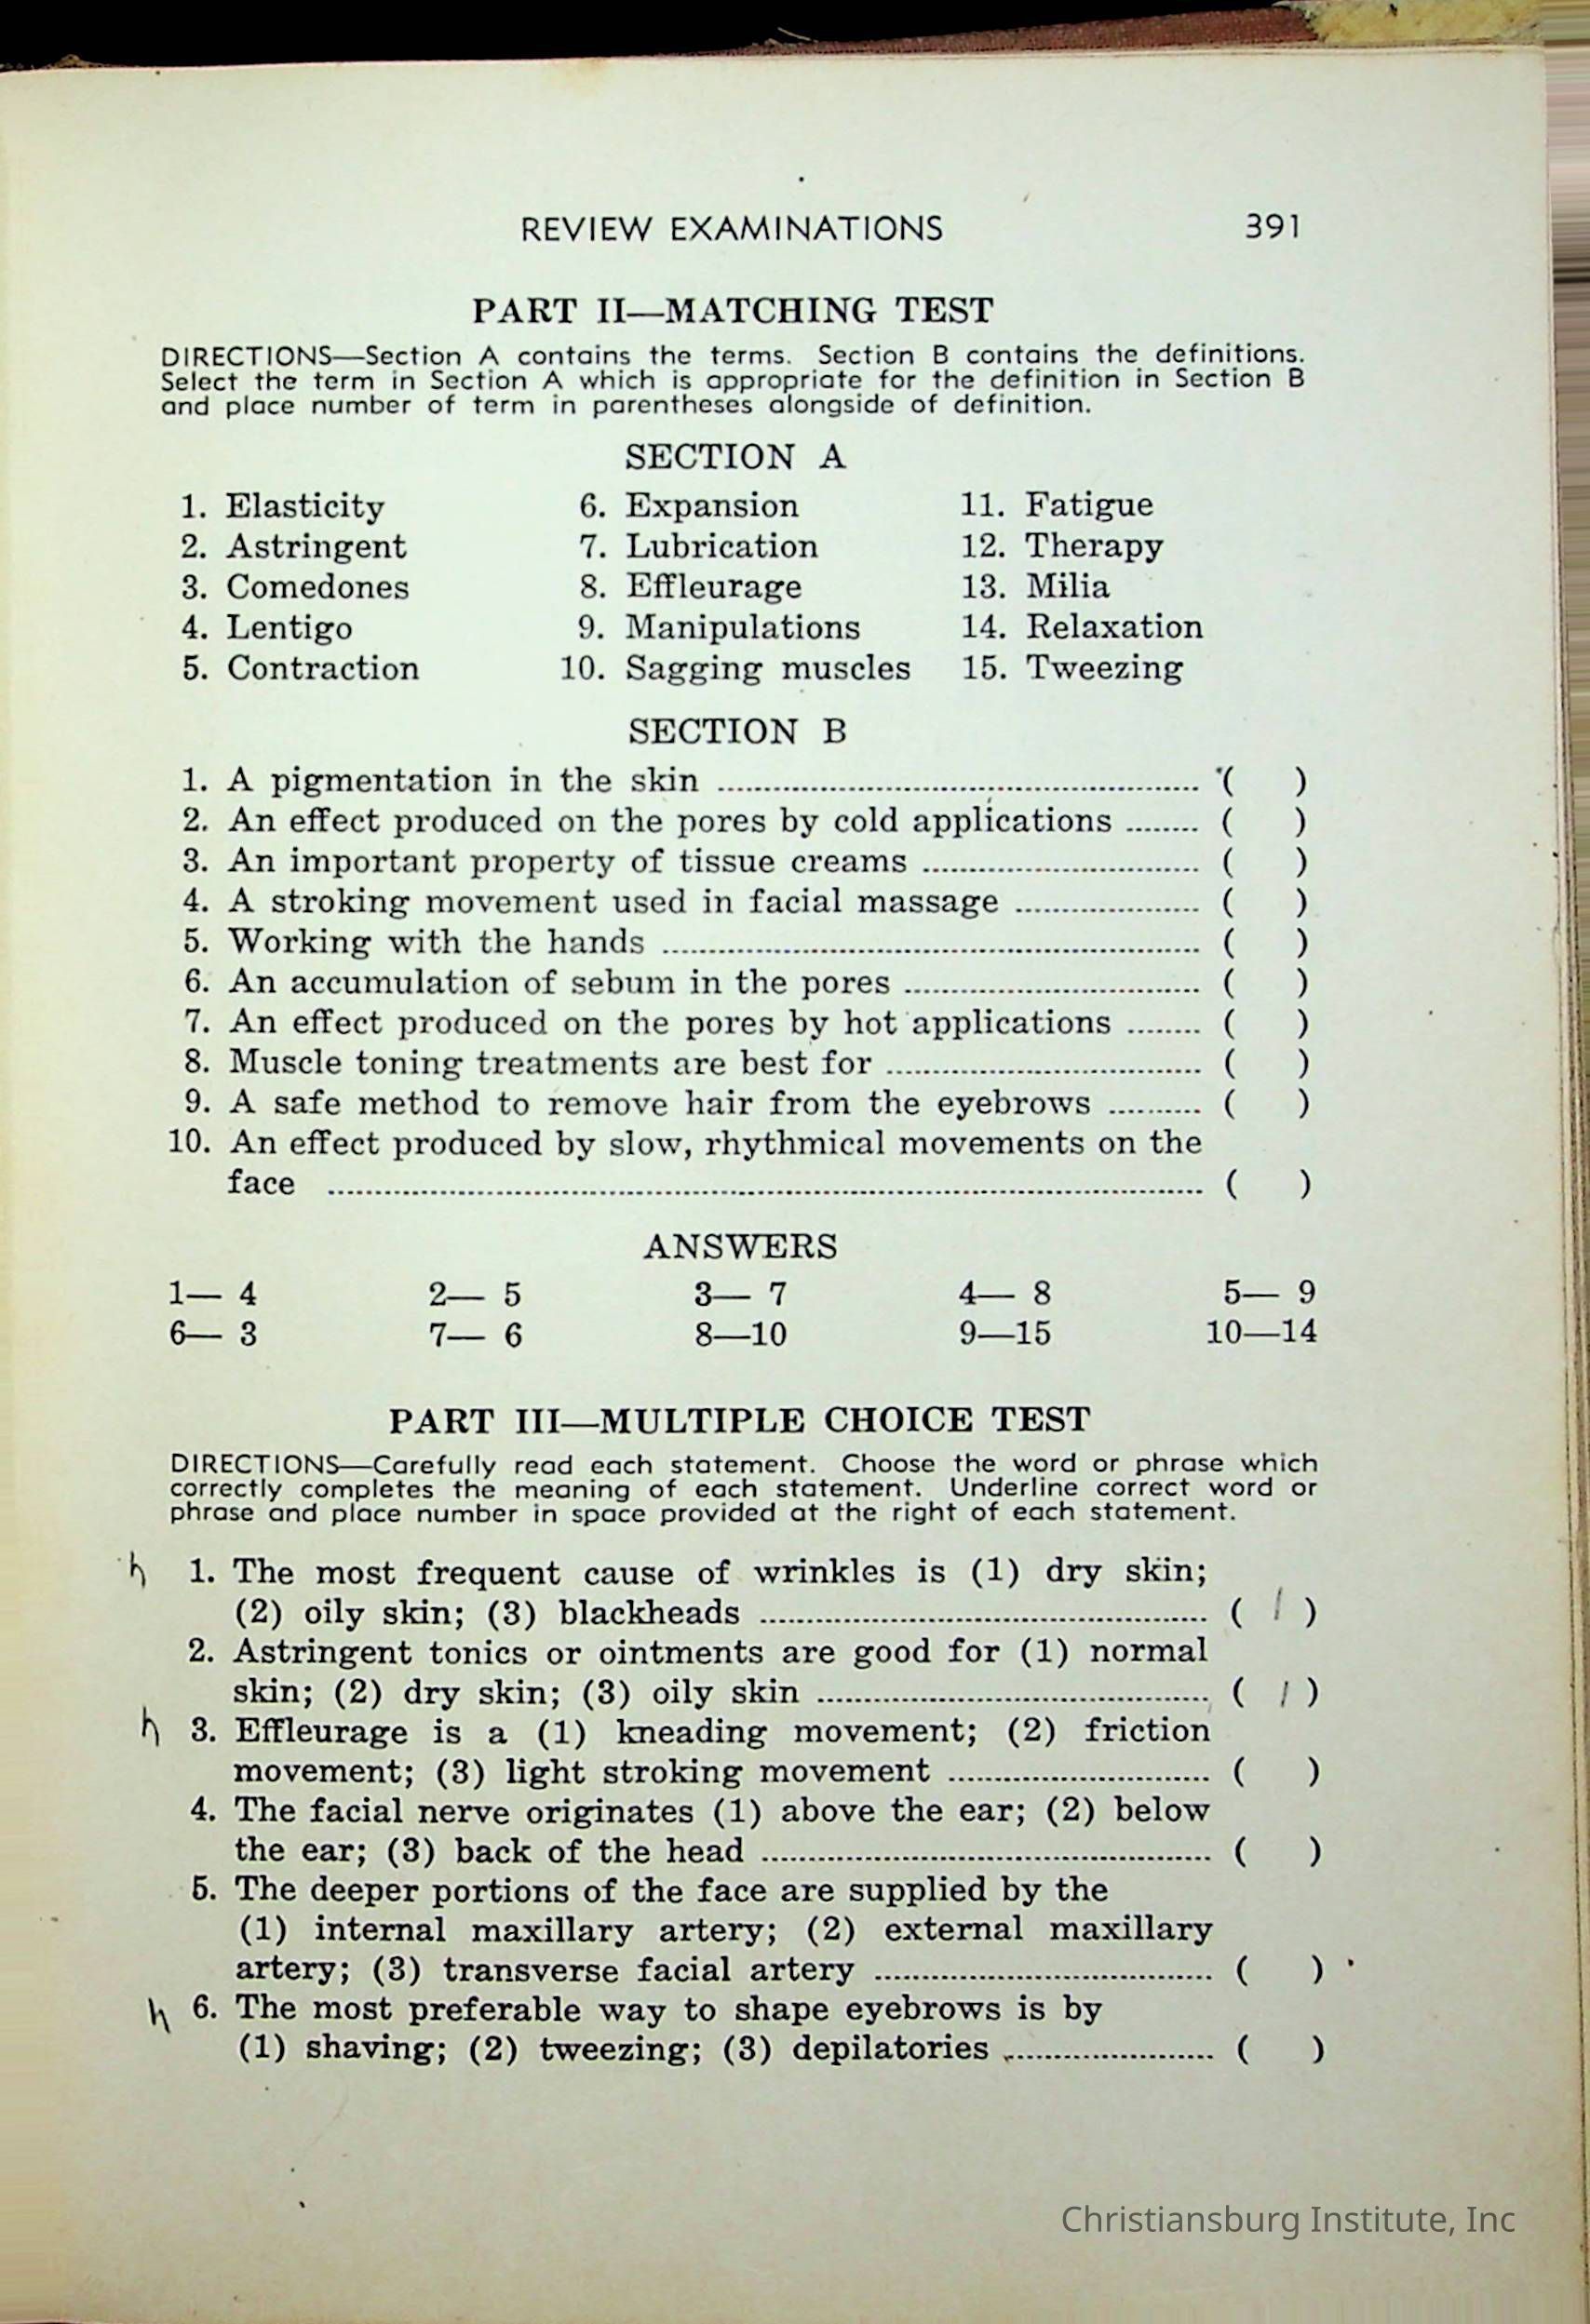 REVIEW EXAMINATIONS 391
PART II—MATCHING TEST
DIRECTIONS—Section A contains the terms. Section B contains the definitions.
Select the term in Section A which is appropriate for the definition in Section B
and place number of term in parentheses alongside of definition.
SECTION A
1. Elasticity 6. Expansion 11. Fatigue
2. Astringent 7. Lubrication 12. Therapy
3. Comedones 8. Effleurage 13. Milia
4. Lentigo 9. Manipulations 14. Relaxation
5. Contraction 10. Sagging muscles 15. Tweezing
SECTION B
1. A pigmentation in the skin ........ ( )
2. An effect produced on the pores by cold applications ........ ( )
3. An important property of tissue creams ........ ( )
4. A stroking movement used in facial massage ........ ( )
5. Working with the hands ........ ( )
6. An accumulation of sebum in the pores ........ ( )
7. An effect produced on the pores by hot applications ........ ( )
8. Muscle toning treatments are best for ........ ( )
9. A safe method to remove hair from the eyebrows ........ ( )
10. An effect produced by slow, rhythmical movements on the
face ........ ( )
ANSWERS
1— 4 2— 5 3— 7 4— 8 5— 9
6— 3 7— 6 8—10 9—15 10—14
PART III—MULTIPLE CHOICE TEST
DIRECTIONS—Carefully read each statement. Choose the word or phrase which
correctly completes the meaning of each statement. Underline correct word or
phrase and place number in space provided at the right of each statement.
h 1. The most frequent cause of wrinkles is (1) dry skin;
(2) oily skin; (3) blackheads ........ ( 1 )
2. Astringent tonics or ointments are good for (1) normal
skin; (2) dry skin; (3) oily skin ........ ( 1 )
h 3. Effleurage is a (1) kneading movement; (2) friction
movement; (3) light stroking movement ........ ( )
4. The facial nerve originates (1) above the ear; (2) below
the ear; (3) back of the head ........ ( )
5. The deeper portions of the face are supplied by the
(1) internal maxillary artery; (2) external maxillary
artery; (3) transverse facial artery ........ ( )
h 6. The most preferable way to shape eyebrows is by
(1) shaving; (2) tweezing; (3) depilatories ........ ( )
Christiansburg Institute, Inc